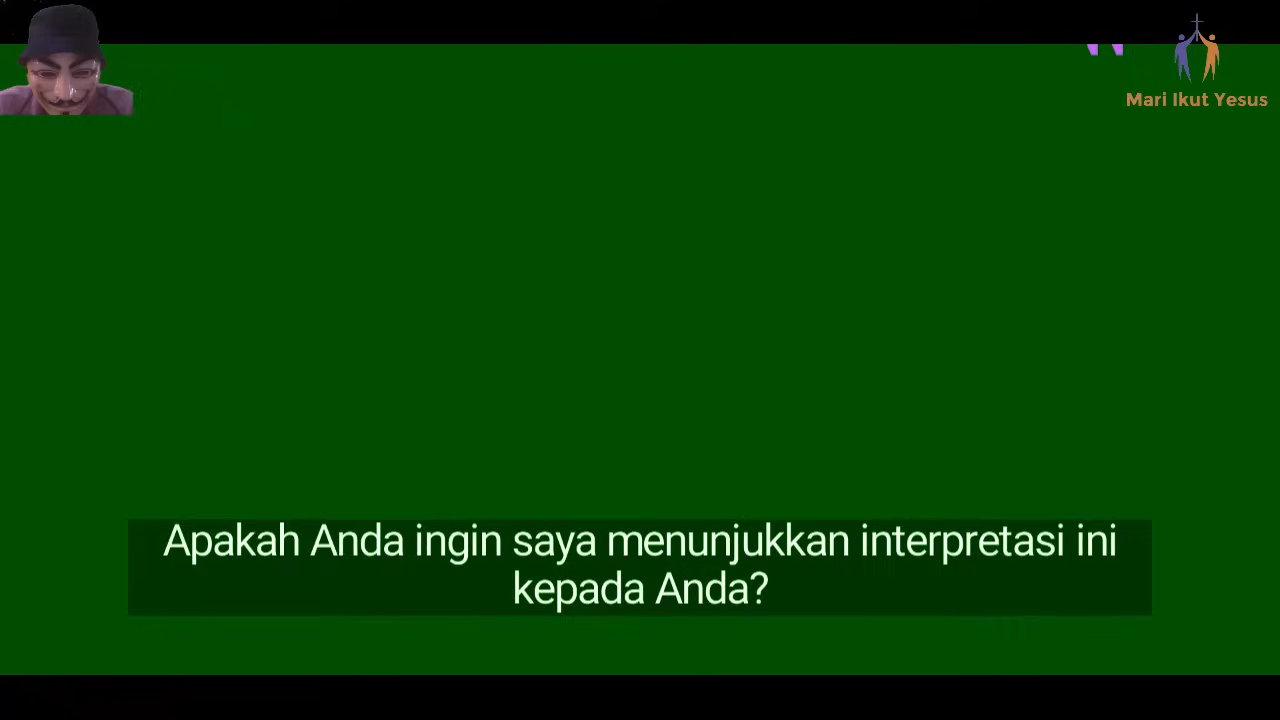 Mari Ikut Yesus
Apakah Anda ingin saya menunjukkan interpretasi ini
kepada Anda?